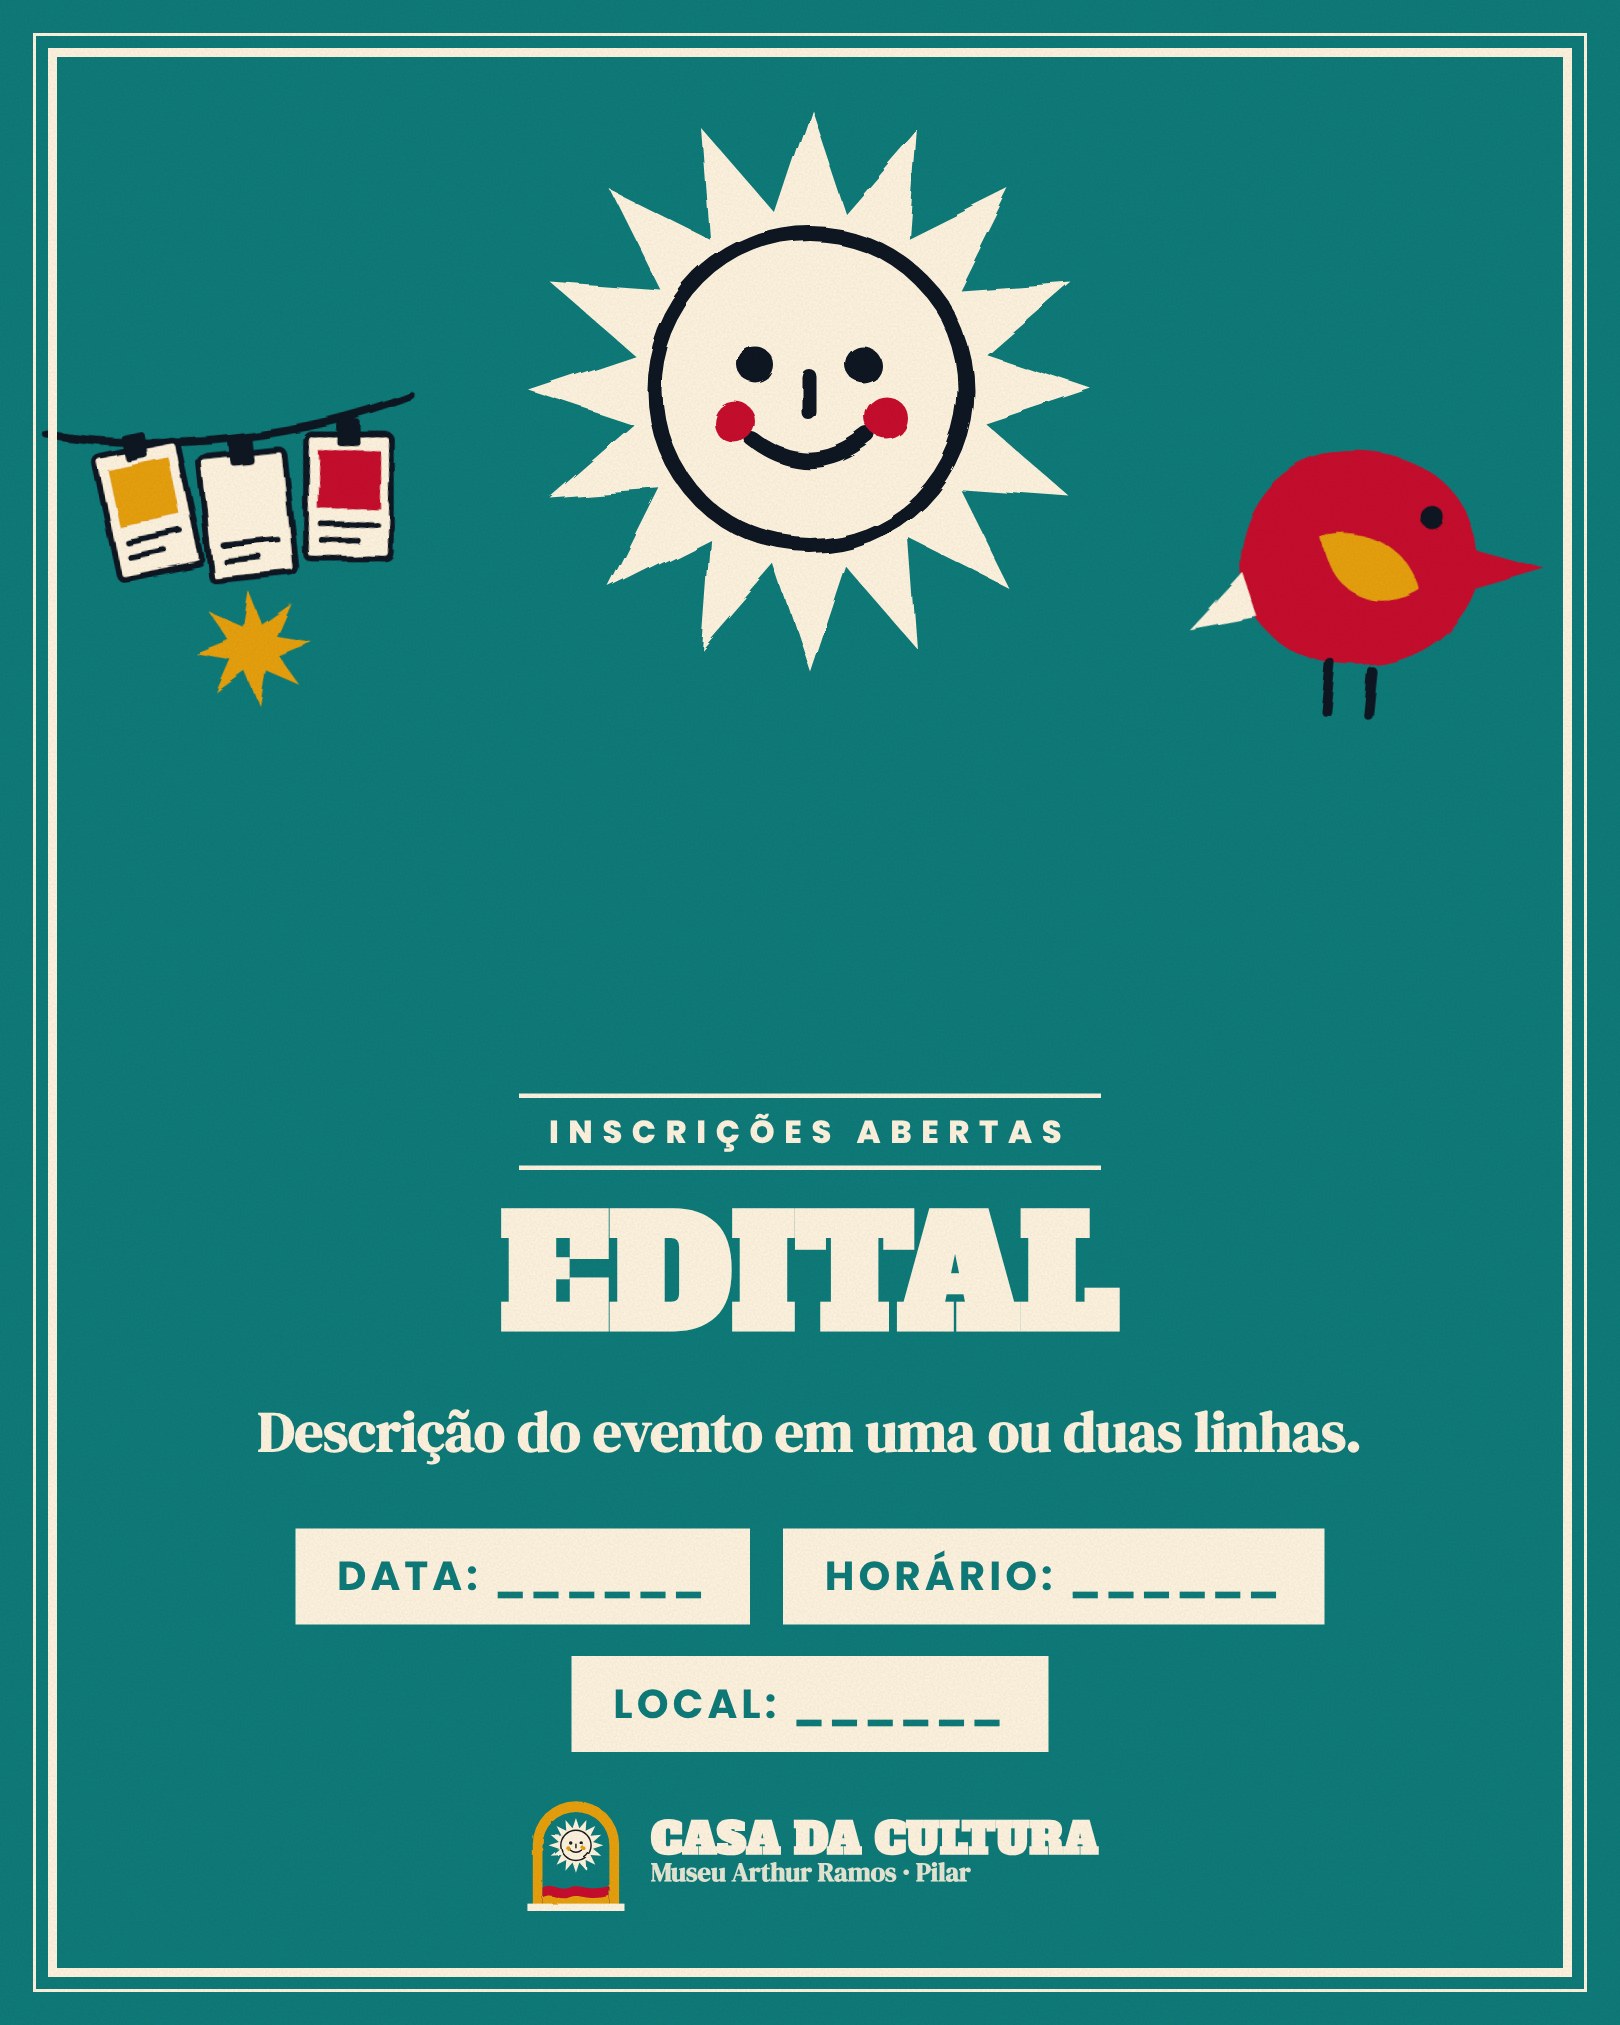 INSCRIÇÕES ABERTAS
EDITAL
Descrição do evento em uma ou duas linhas.
DATA: ______
HORÁRIO: ______
LOCAL: ______
CASA DA CULTURA
Museu Arthur Ramos · Pilar